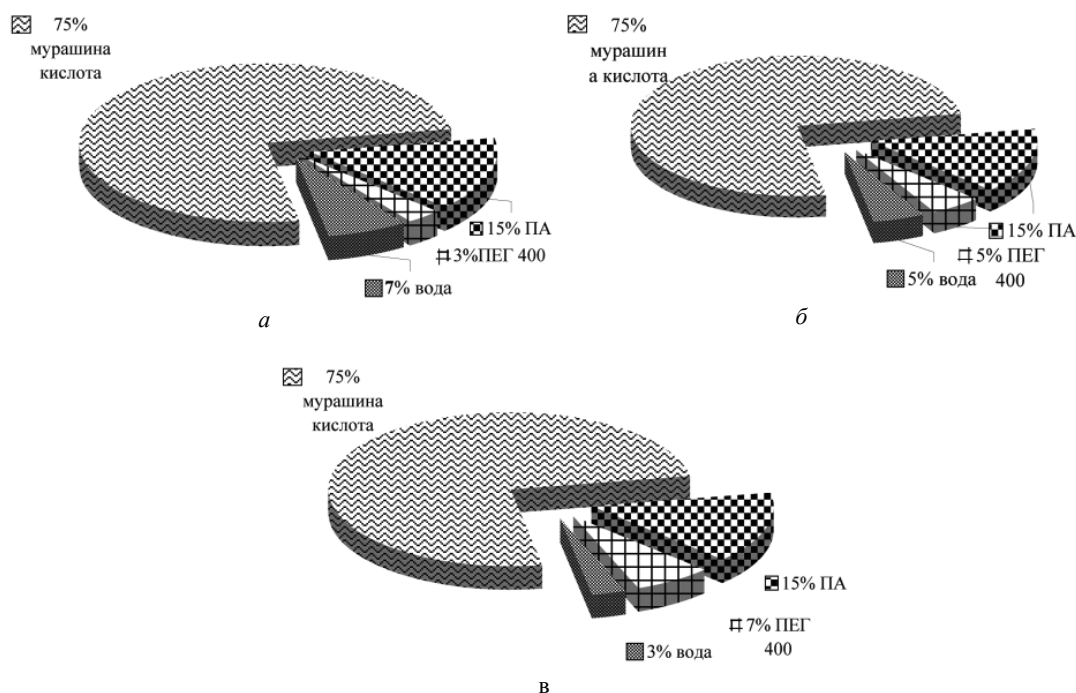 75%
мурашина
кислота
15% ПА
3%ПЕГ 400
7% вода
а
75%
мурашин
а кислота
15% ПА
5% ПЕГ
400
5% вода
б
75%
мурашина
кислота
15% ПА
7% ПЕГ
400
3% вода
в